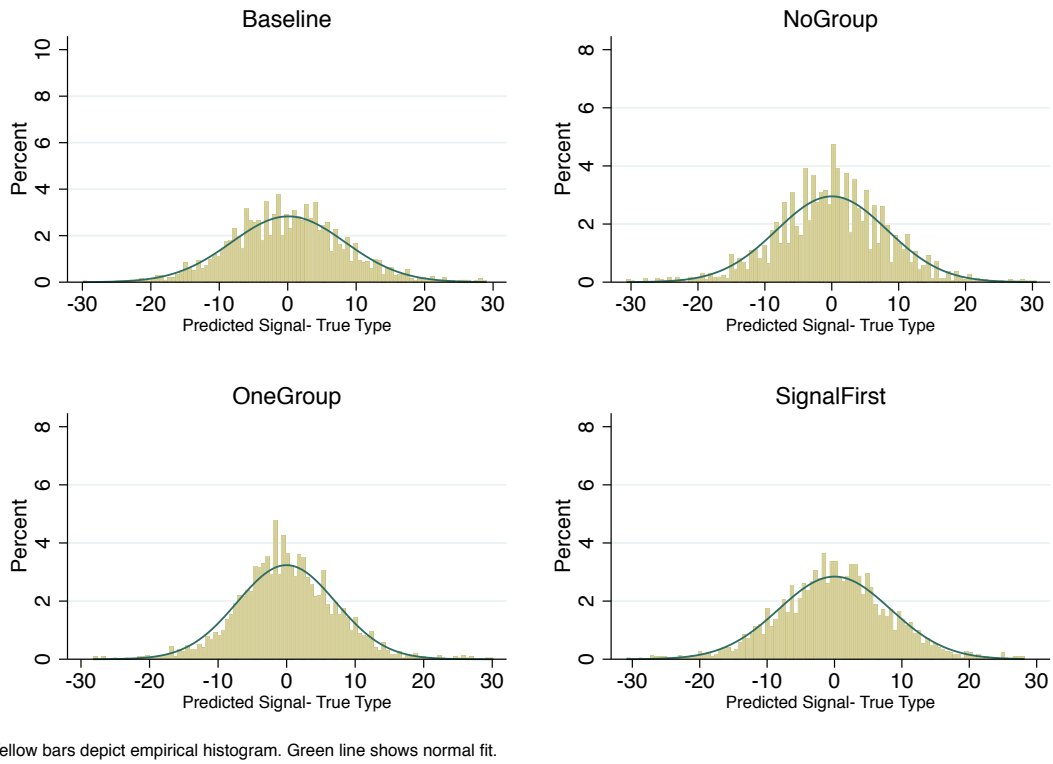 Baseline
10
8
6
4
2
0
Percent
-30 -20 -10 0 10 20 30
Predicted Signal- True Type
NoGroup
8
6
4
2
0
Percent
-30 -20 -10 0 10 20 30
Predicted Signal- True Type
OneGroup
8
6
4
2
0
Percent
-30 -20 -10 0 10 20 30
Predicted Signal- True Type
SignalFirst
8
6
4
2
0
Percent
-30 -20 -10 0 10 20 30
Predicted Signal- True Type
ellow bars depict empirical histogram. Green line shows normal fit.